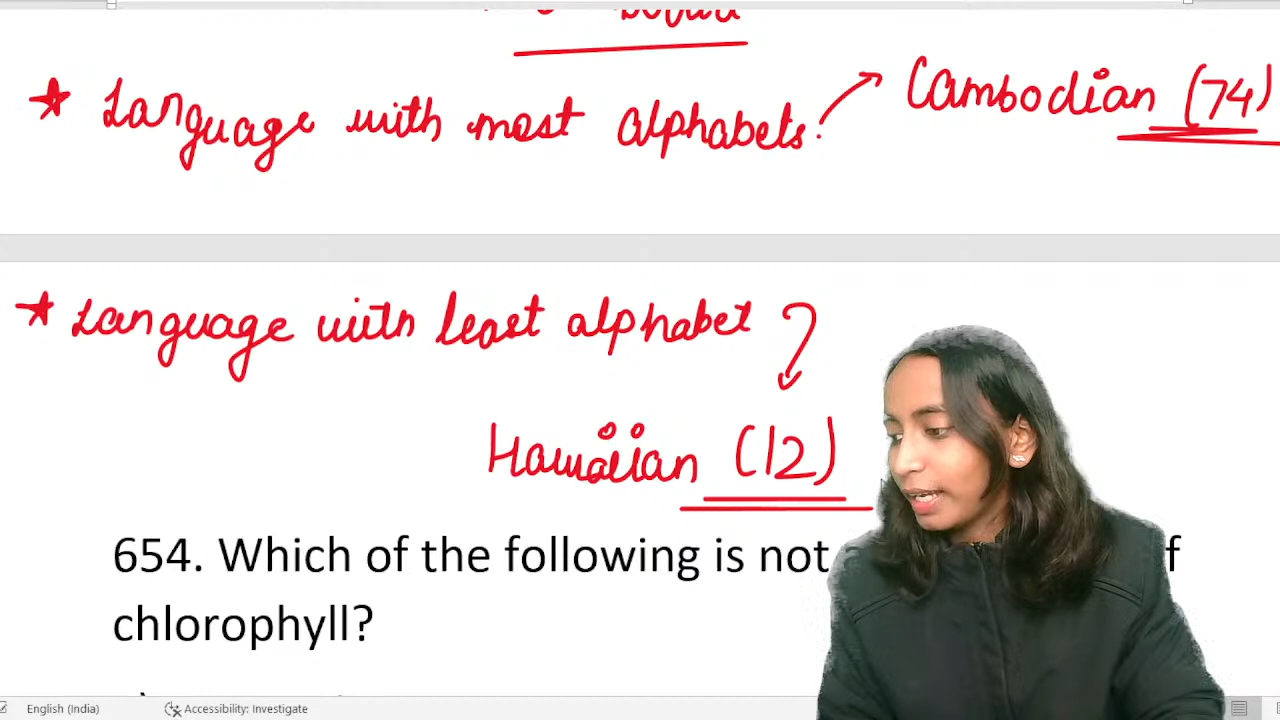 ★ Language with most alphabets. → Cambodian (74)
★ Language with least alphabet
Hawaiian (12)
654. Which of the following is not
chlorophyll?
English (India) Accessibility: Investigate